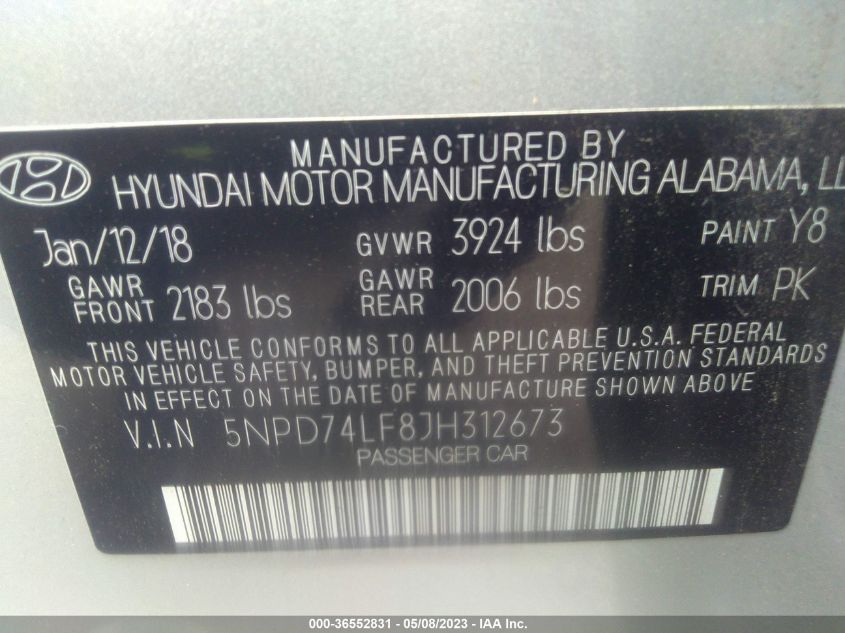 MANUFACTURED BY
HYUNDAI MOTOR MANUFACTURING ALABAMA, LL
Jan/12/18 GVWR 3924 lbs PAINT Y8
GAWR FRONT 2183 lbs GAWR REAR 2006 lbs TRIM PK
THIS VEHICLE CONFORMS TO ALL APPLICABLE U.S.A. FEDERAL
MOTOR VEHICLE SAFETY, BUMPER, AND THEFT PREVENTION STANDARDS
IN EFFECT ON THE DATE OF MANUFACTURE SHOWN ABOVE
V.I.N 5NPD74LF8JH312673
PASSENGER CAR
000-36552831 - 05/08/2023 - IAA Inc.